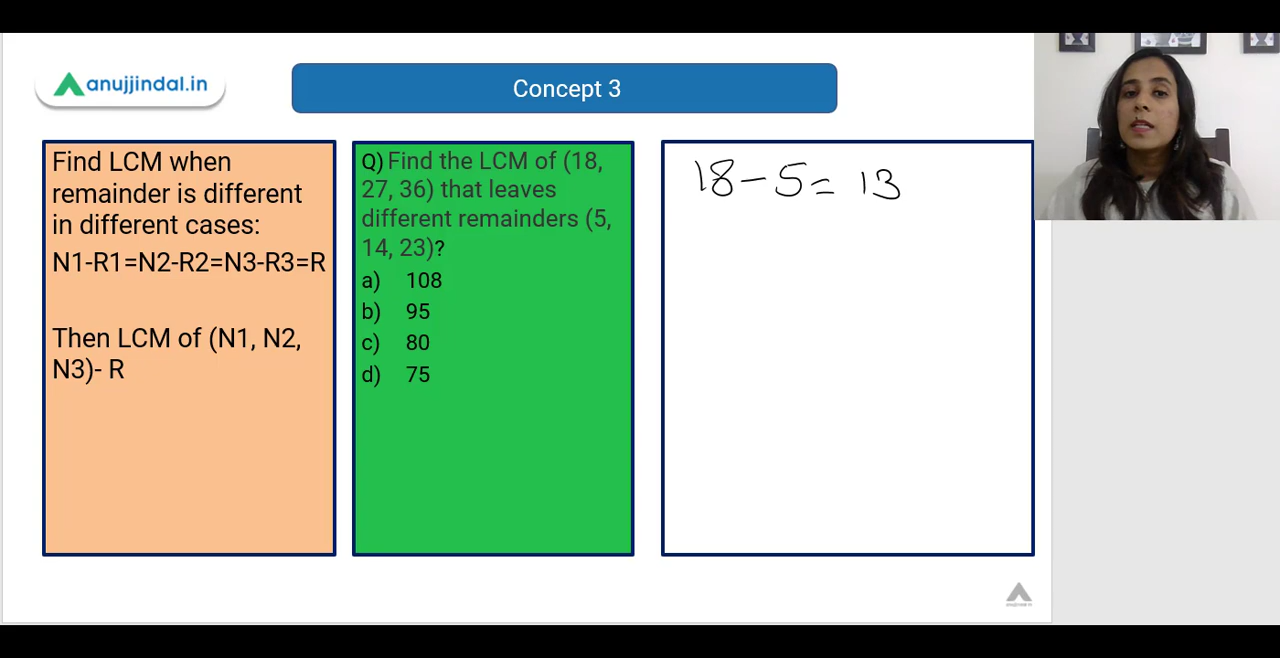 anujjindal.in
Concept 3
Find LCM when
remainder is different
in different cases:
N1-R1=N2-R2=N3-R3=R
Then LCM of (N1, N2,
N3)- R
Q) Find the LCM of (18,
27, 36) that leaves
different remainders (5,
14, 23)?
a) 108
b) 95
c) 80
d) 75
18-5= 13
anujjindal.in